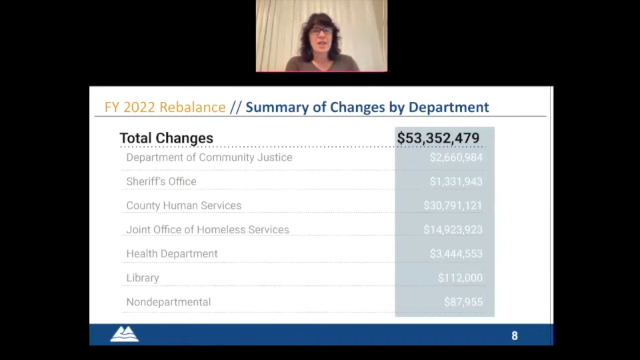 FY 2022 Rebalance // Summary of Changes by Department
Total Changes $53,352,479
Department of Community Justice $2,660,984
Sheriff's Office $1,331,943
County Human Services $30,791,121
Joint Office of Homeless Services $14,923,923
Health Department $3,444,553
Library $112,000
Nondepartmental $87,955
8